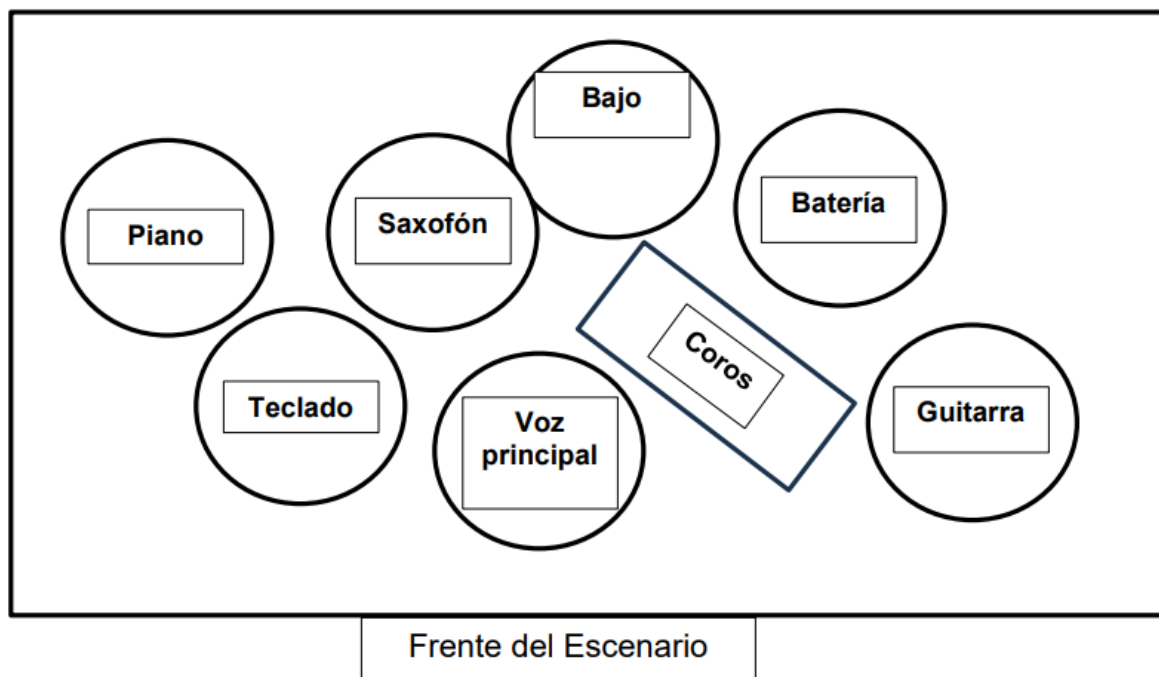 Bajo
Batería
Saxofón
Piano
Coros
Teclado
Voz
principal
Guitarra
Frente del Escenario